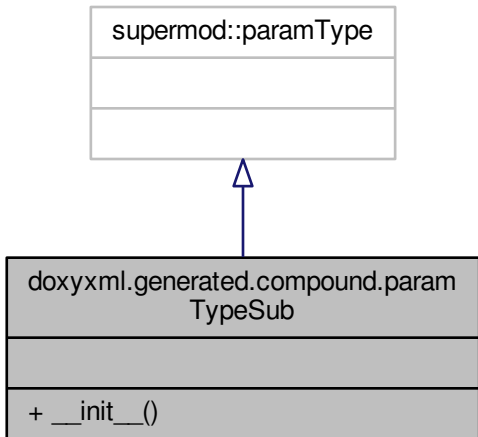 supermod::paramType
doxyxml.generated.compound.param
TypeSub
+ __init__()